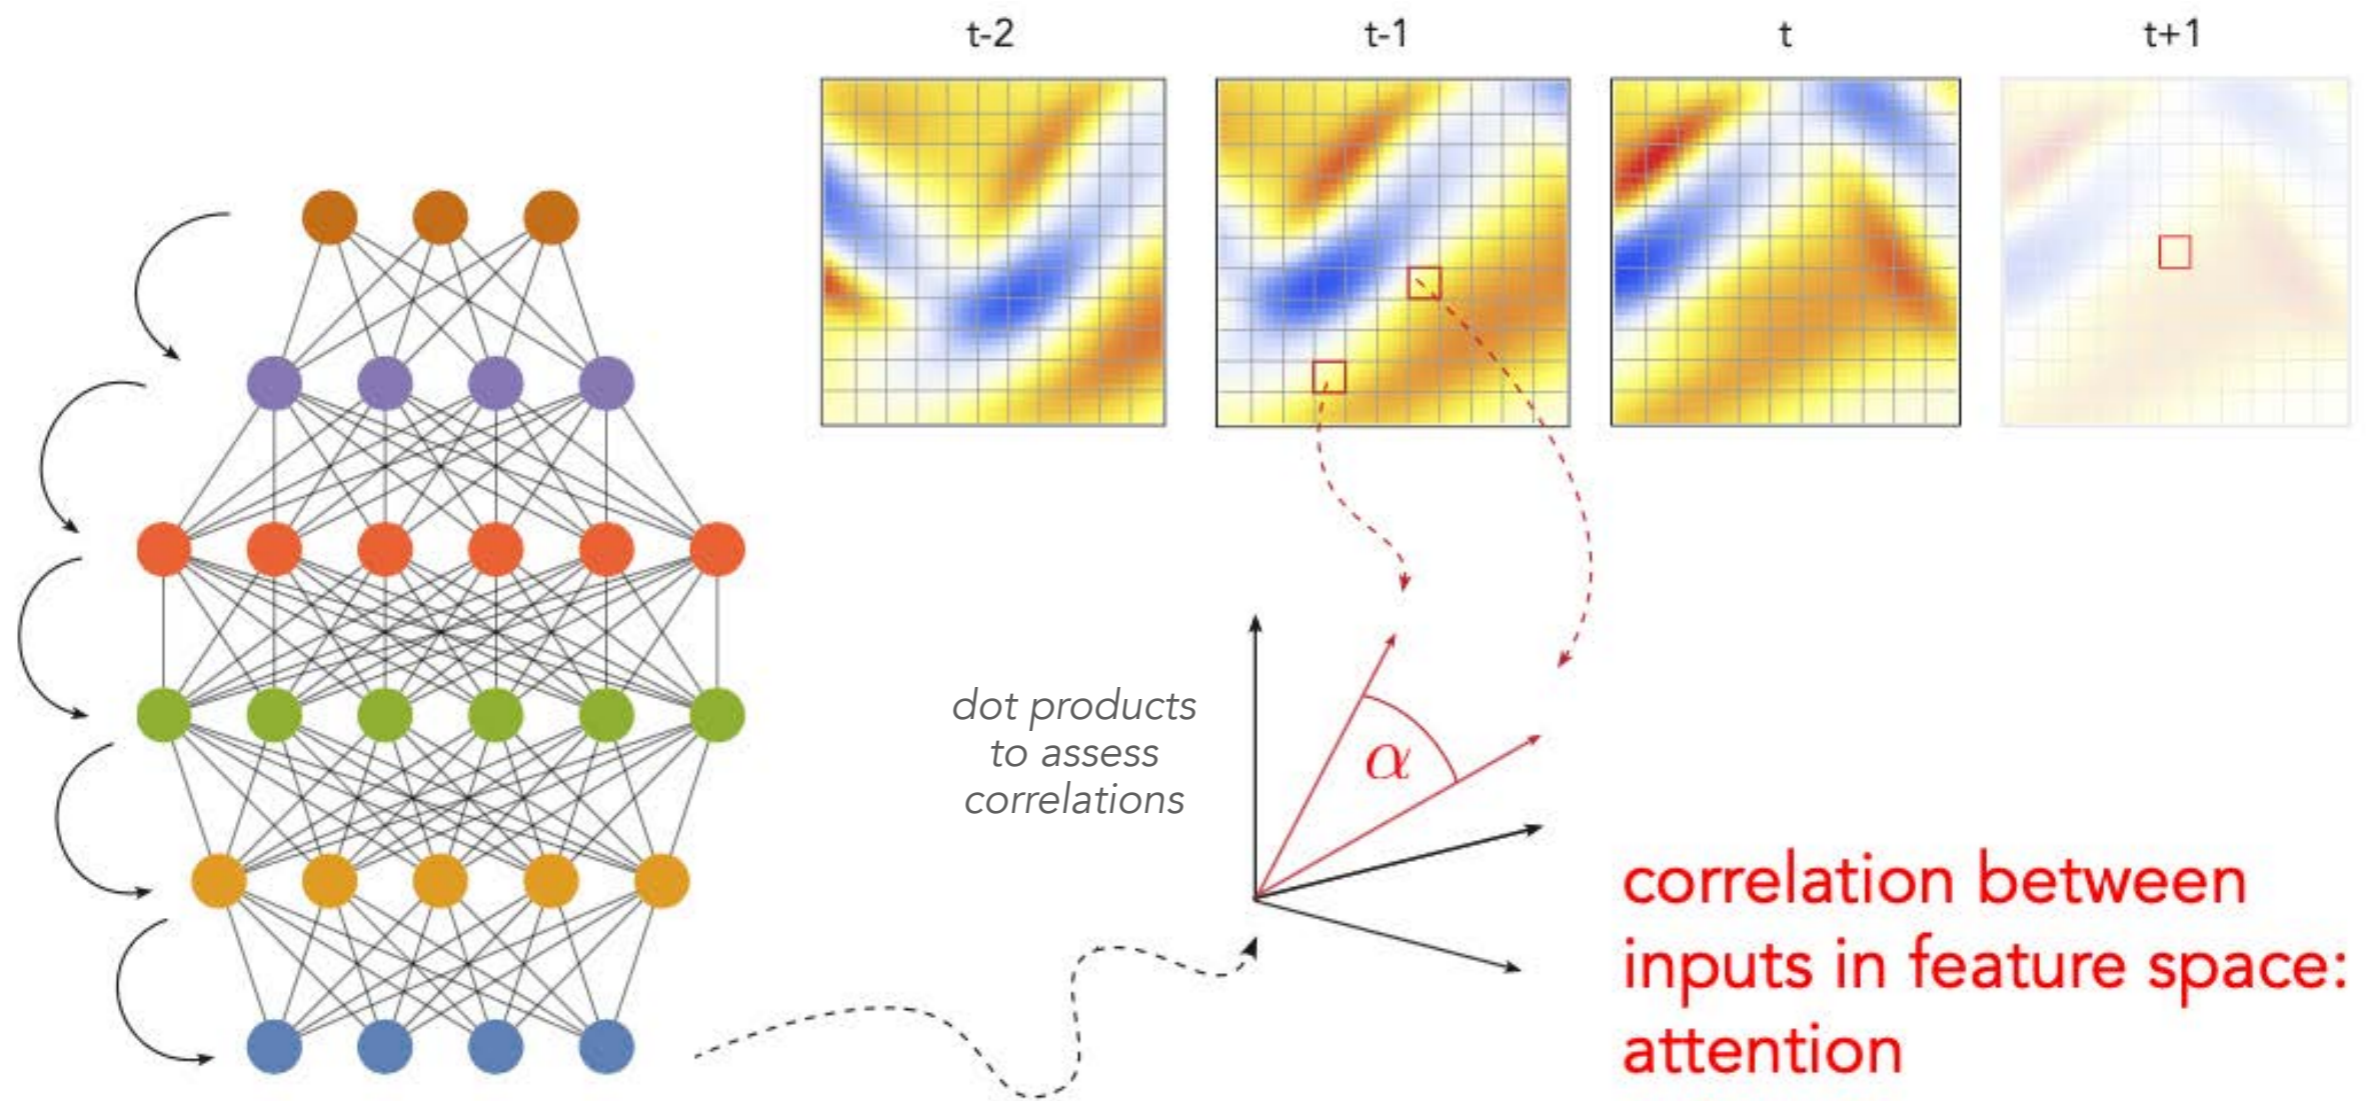 t-2
t-1
t
t+1
dot products
to assess
correlations
α
correlation between
inputs in feature space:
attention